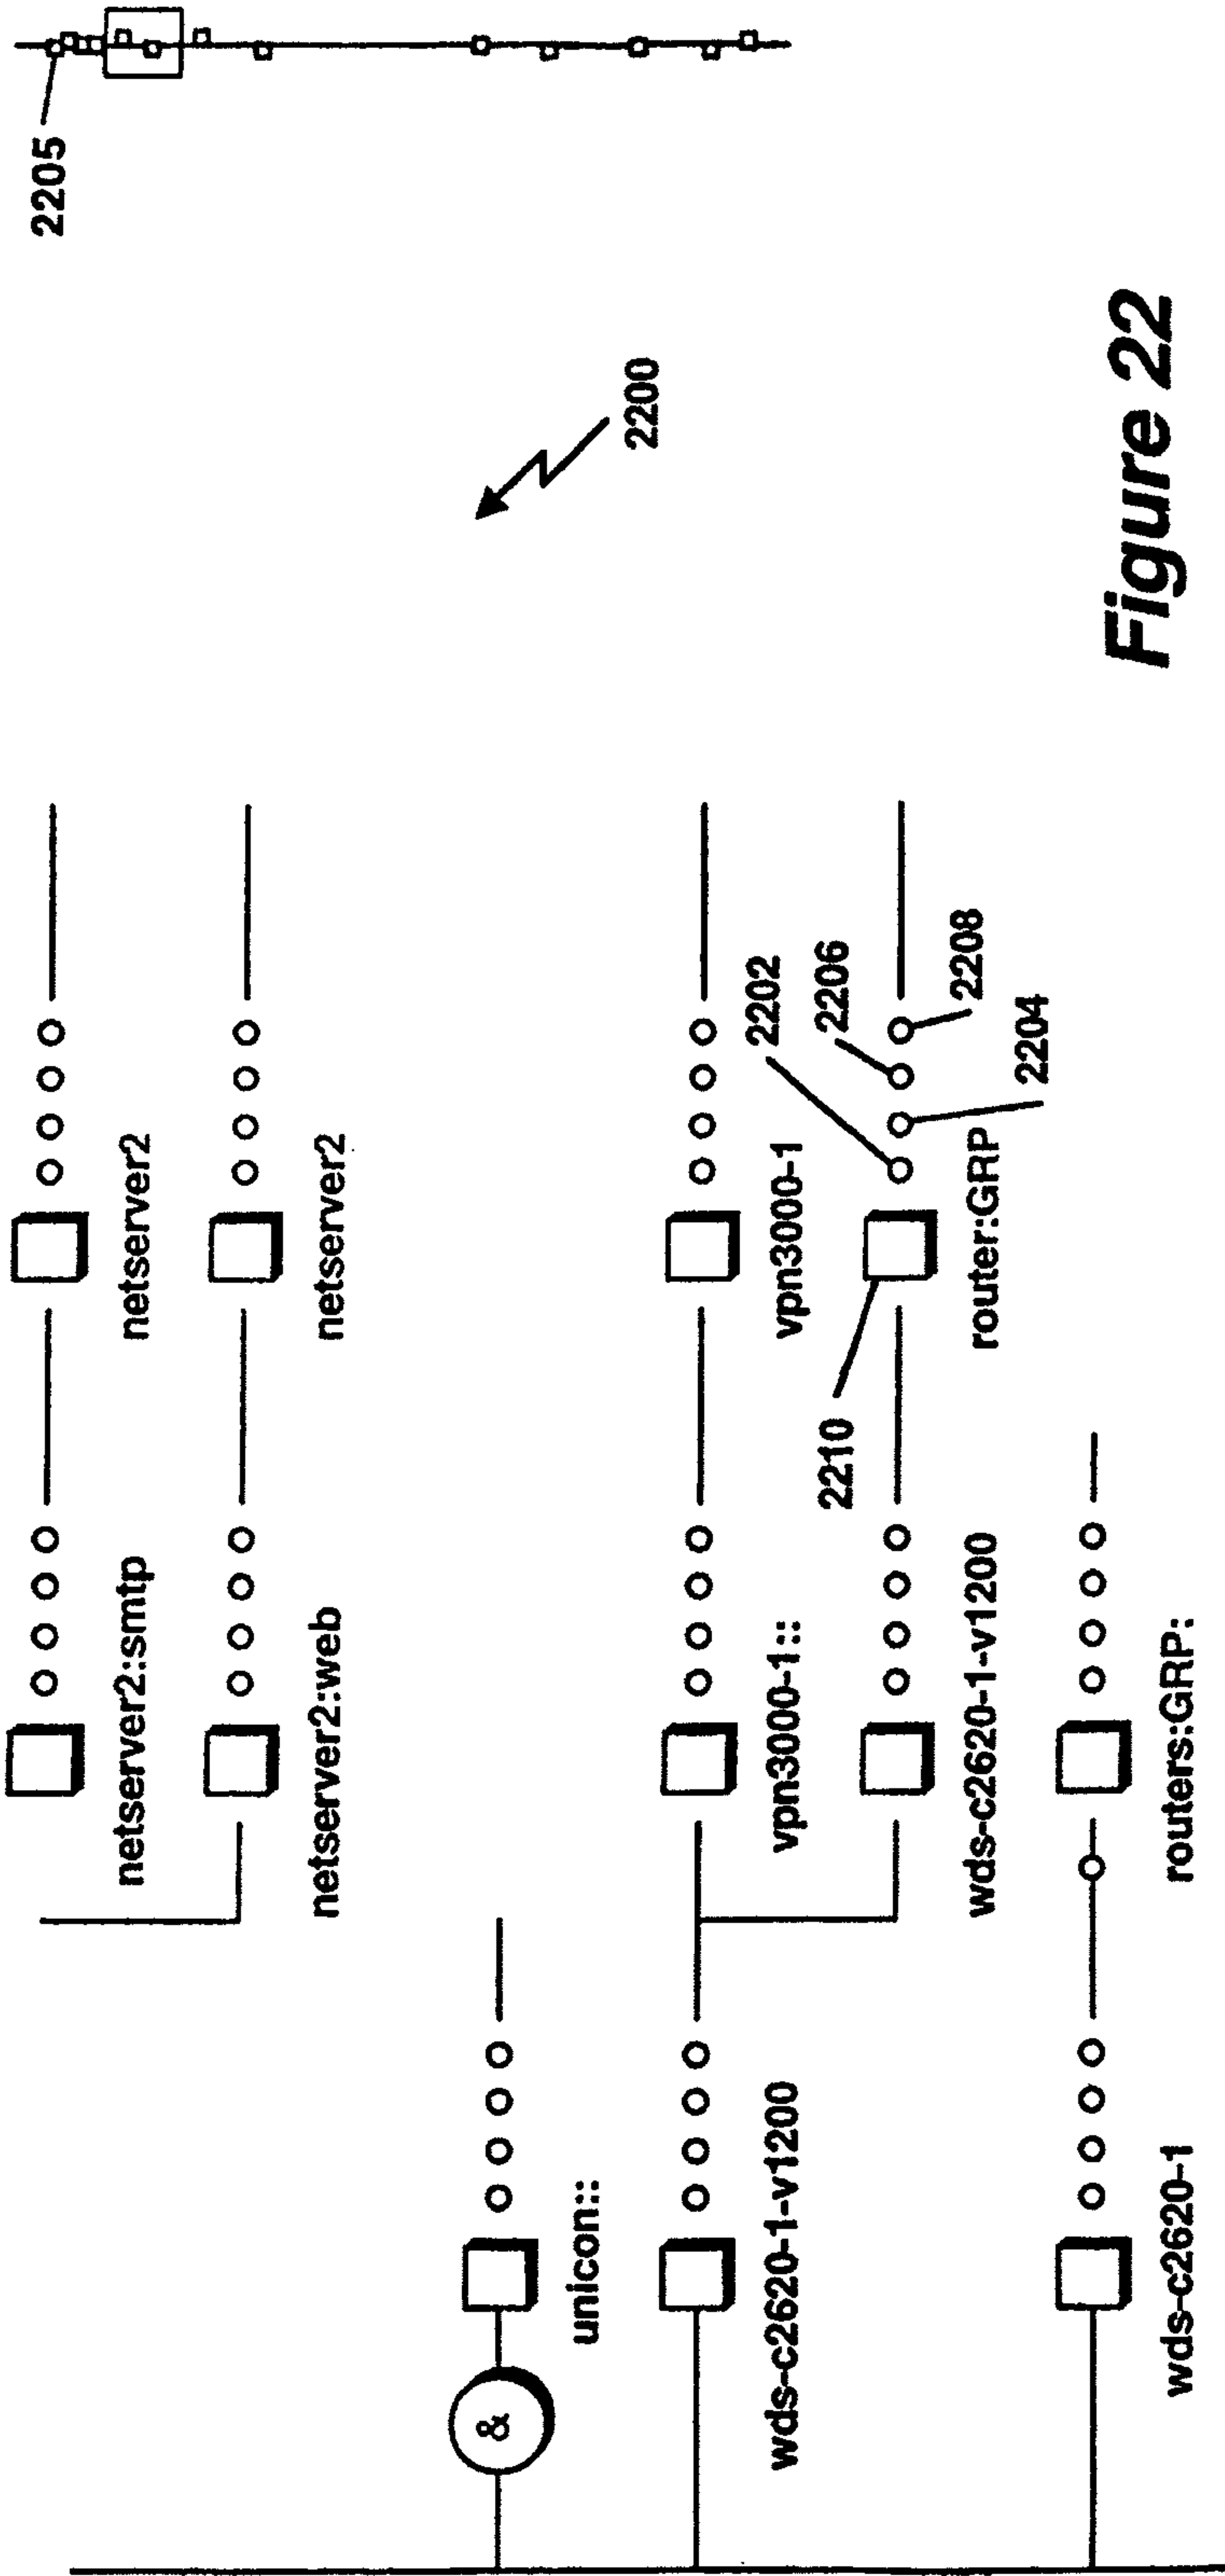 2205
netserver2:smtp
netserver2
netserver2:web
netserver2
&
unicon::
2200
wds-c2620-1-v1200
vpn3000-1::
vpn3000-1
2202
2206
2210
wds-c2620-1-v1200
router:GRP
2208
2204
wds-c2620-1
routers:GRP:
Figure 22